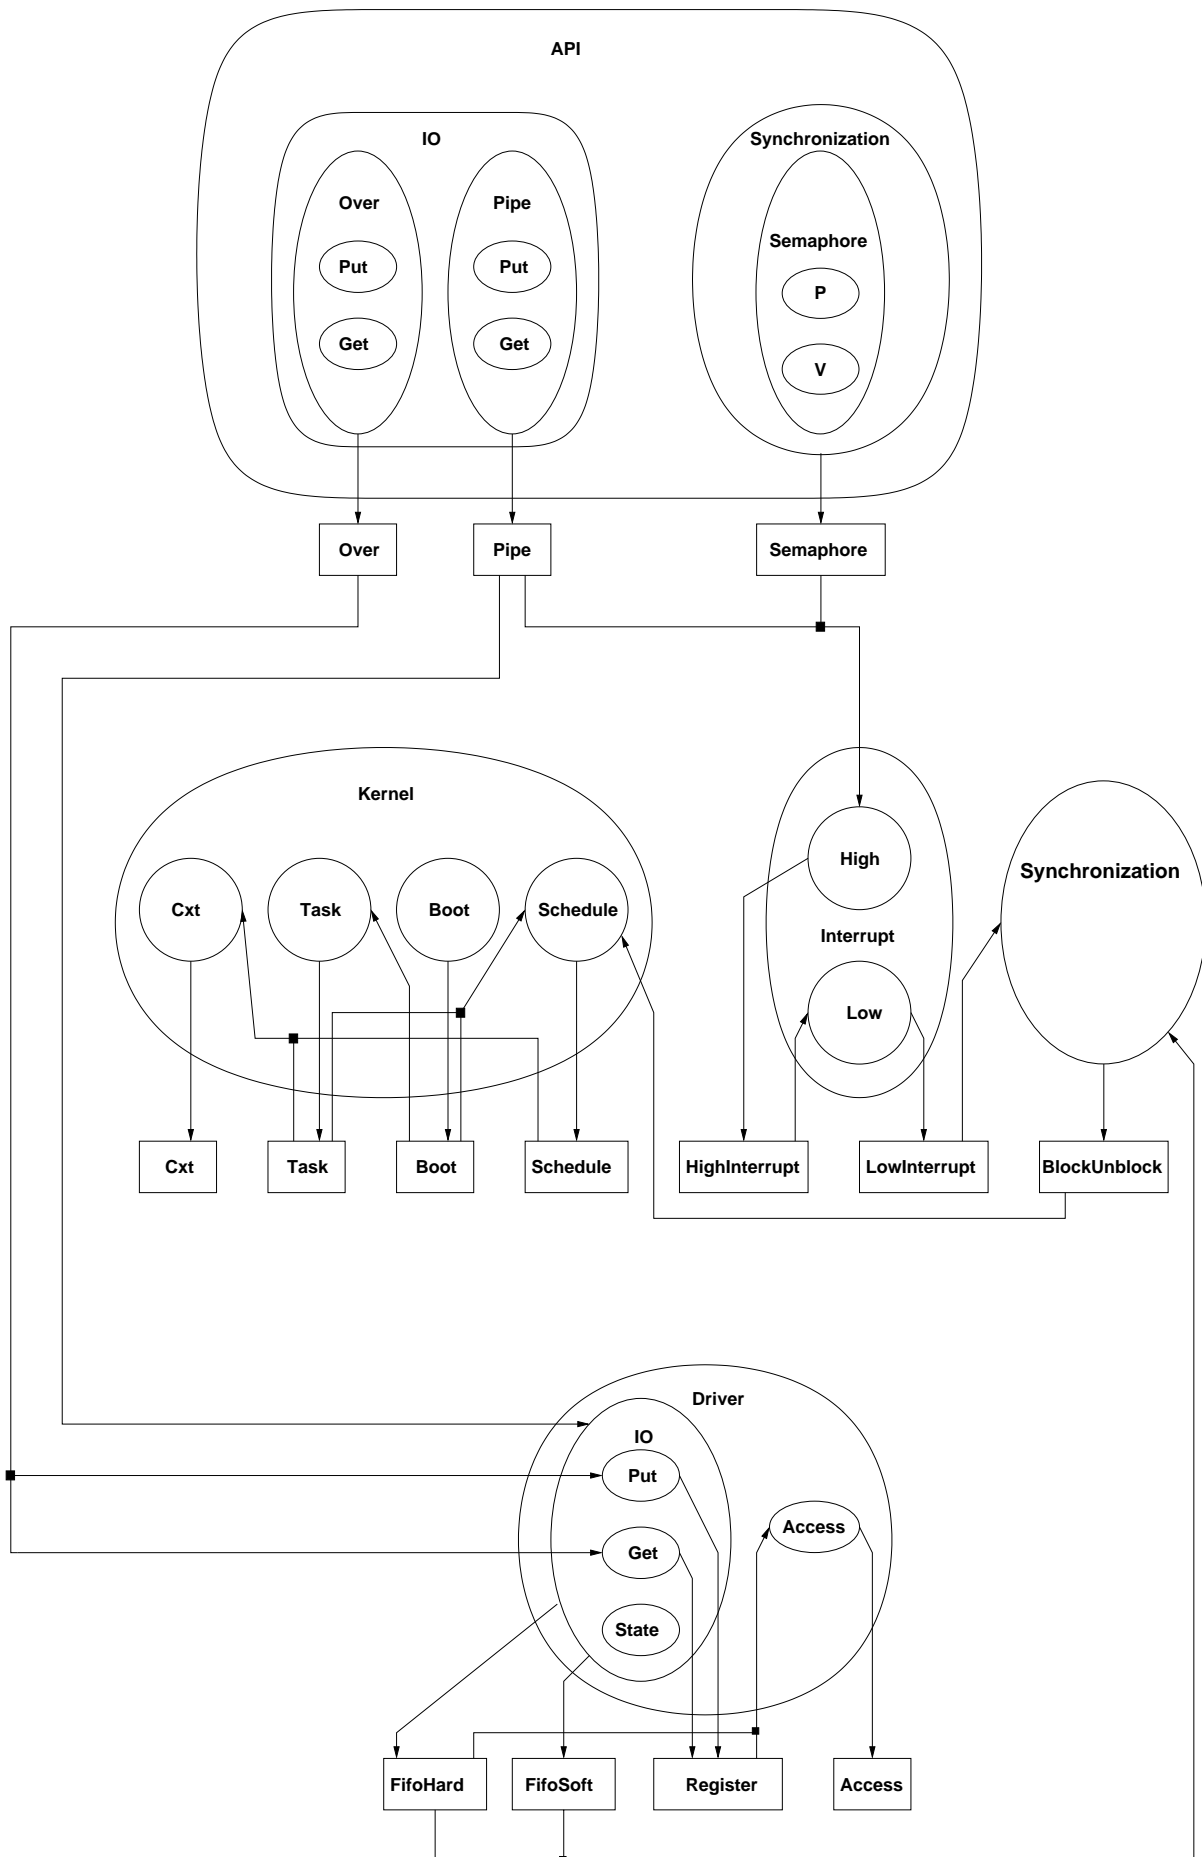 API
IO
Synchronization
Over
Pipe
Semaphore
Put
Put
P
Get
Get
V
Over
Pipe
Semaphore
Kernel
High
Synchronization
Cxt
Task
Boot
Schedule
Interrupt
Low
Cxt
Task
Boot
Schedule
HighInterrupt
LowInterrupt
BlockUnblock
Driver
IO
Put
Access
Get
State
FifoHard
FifoSoft
Register
Access